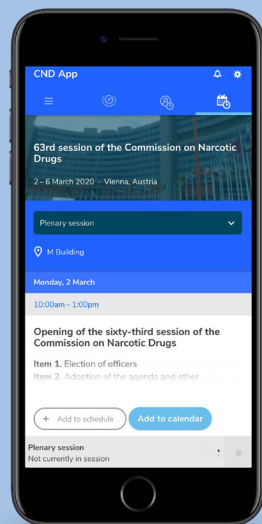 CND App
63rd session of the Commission on Narcotic
Drugs
2 – 6 March 2020 - Vienna, Austria
Plenary session
M Building
Monday, 2 March
10:00am – 1:00pm
Opening of the sixty-third session of the
Commission on Narcotic Drugs
Item 1. Election of officers
Item 2. Adoption of the agenda and other
+ Add to schedule
Add to calendar
Plenary session
Not currently in session